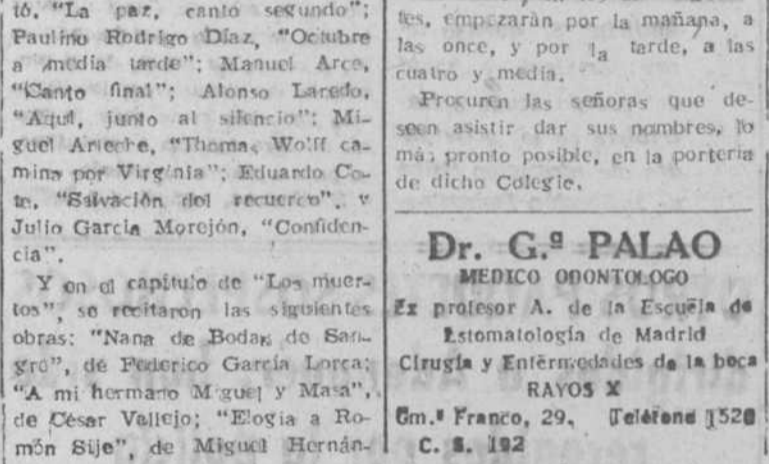 tó, "La paz, canto segundo";
Paulino Rodrigo Díaz, "Octubre
a media tarde"; Manuel Arce,
"Canto final"; Alonso Laredo,
"Aquí, junto al silencio"; Mi-
guel Arteche, "Thomas Wolff ca-
mina por Virginia"; Eduardo Co-
te, "Salvación del recuerco", y
Julio García Morejón, "Confiden-
cia".
Y en el capítulo de "Los muer-
tos", se recitaron las siguientes
obras: "Nana de Bodas de San-
gre", de Federico García Lorca;
"A mi hermano Miguel y Masa",
de César Vallejo; "Elogia a Ro-
món Sije", de Miguel Hernán-
tes, empezarán por la mañana, a
las once, y por la tarde, a las
cuatro y media.
Procuren las señoras que de-
seen asistir dar sus nombres, lo
más pronto posible, en la portería
de dicho Colegie.
Dr. G.ª PALAO
MEDICO ODONTOLOGO
Ex profesor A. de la Escuela de
Estomatología de Madrid
Cirugía y Enfermedades de la boca
RAYOS X
Gm.ª Franco, 29. Teléfono 1520
C. S. 192